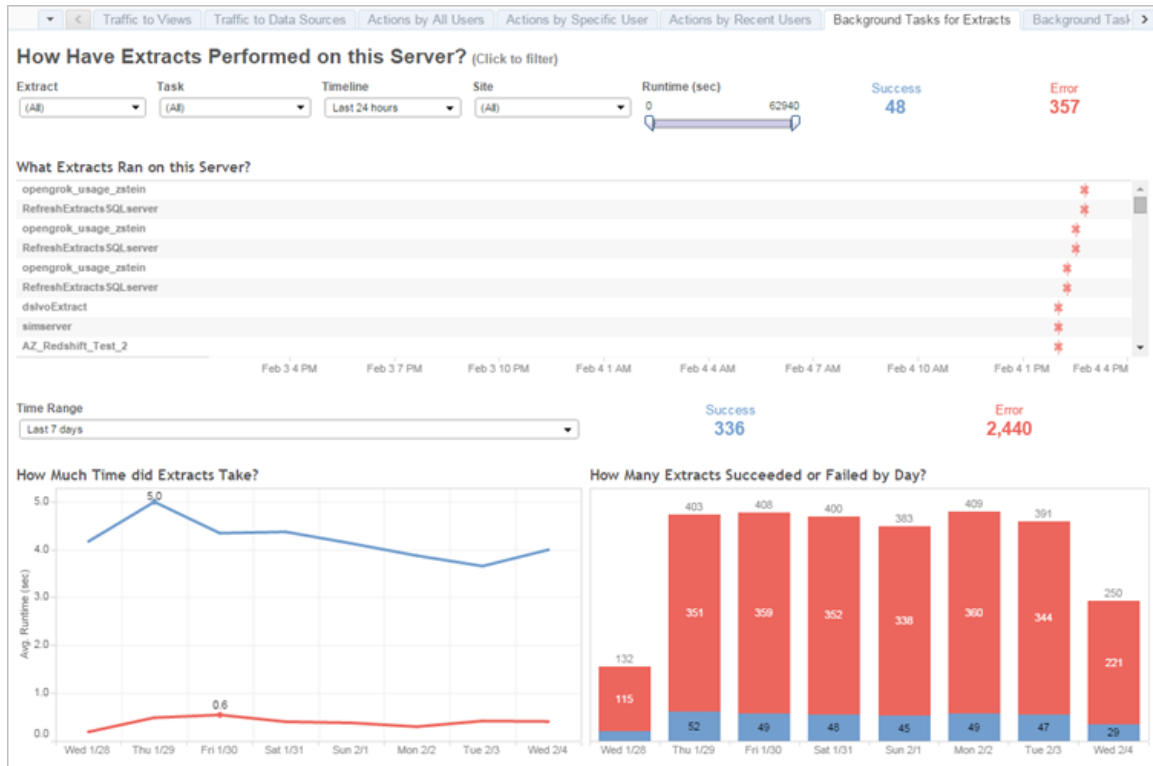 Traffic to Views Traffic to Data Sources Actions by All Users Actions by Specific User Actions by Recent Users Background Tasks for Extracts Background Task
How Have Extracts Performed on this Server? (Click to filter)
Extract Task Timeline Site Runtime (sec) Success Error
(All) (All) Last 24 hours (All) 0 62940 48 357
What Extracts Ran on this Server?
opengrok_usage_zstein
RefreshExtractsSQLserver
opengrok_usage_zstein
RefreshExtractsSQLserver
opengrok_usage_zstein
RefreshExtractsSQLserver
dslvoExtract
simserver
AZ_Redshift_Test_2
Feb 3 4 PM Feb 3 7 PM Feb 3 10 PM Feb 4 1 AM Feb 4 4 AM Feb 4 7 AM Feb 4 10 AM Feb 4 1 PM Feb 4 4 PM
Time Range Success Error
Last 7 days 336 2,440
How Much Time did Extracts Take?
5.0
4.0
3.0
2.0
1.0
0.0
Avg. Runtime (sec)
5.0
0.6
Wed 1/28 Thu 1/29 Fri 1/30 Sat 1/31 Sun 2/1 Mon 2/2 Tue 2/3 Wed 2/4
How Many Extracts Succeeded or Failed by Day?
132 403 408 400 383 409 391 250
115 351 359 352 338 360 344 221
52 49 48 45 49 47 29
Wed 1/28 Thu 1/29 Fri 1/30 Sat 1/31 Sun 2/1 Mon 2/2 Tue 2/3 Wed 2/4